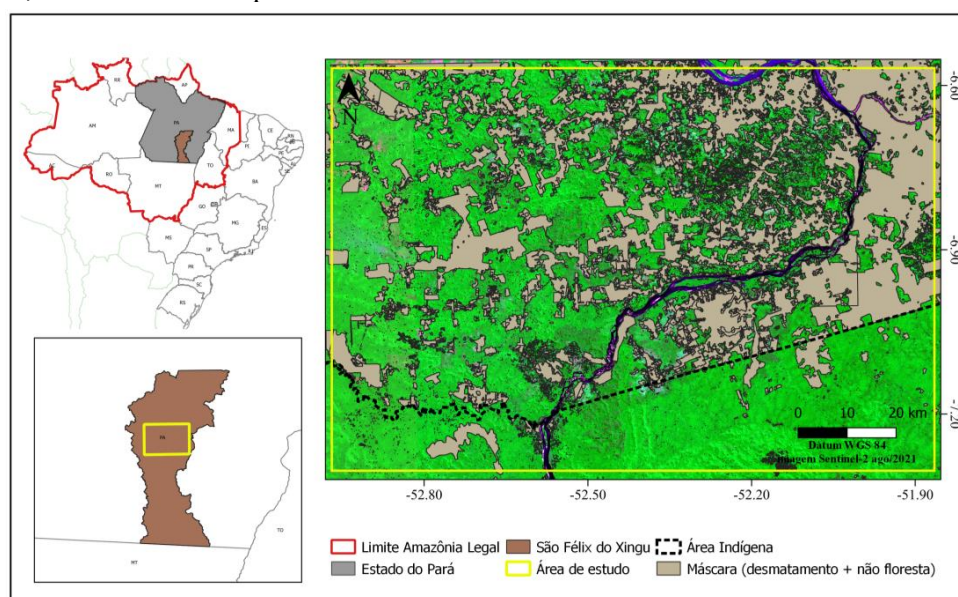 RR
AP
AM
PA
MA
CE
RN
PI
AC
RO
TO
BA
MT
GO
MG
ES
MS
SP
RJ
PR
SC
RS
N
-6.60
-6.90
-7.20
0 10 20 km
Datum WGS-84
Imagem Sentinel-2 ago/2021
-52.80 -52.50 -52.20 -51.90
PA
TO
MT
Limite Amazônia Legal São Félix do Xingu Área Indígena
Estado do Pará Área de estudo Máscara (desmatamento + não floresta)